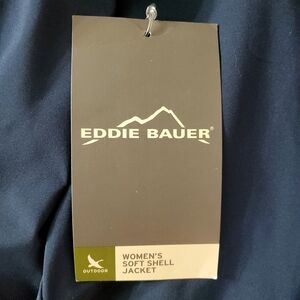 EDDIE BAUER®
OUTDOOR
WOMEN'S
SOFT SHELL
JACKET